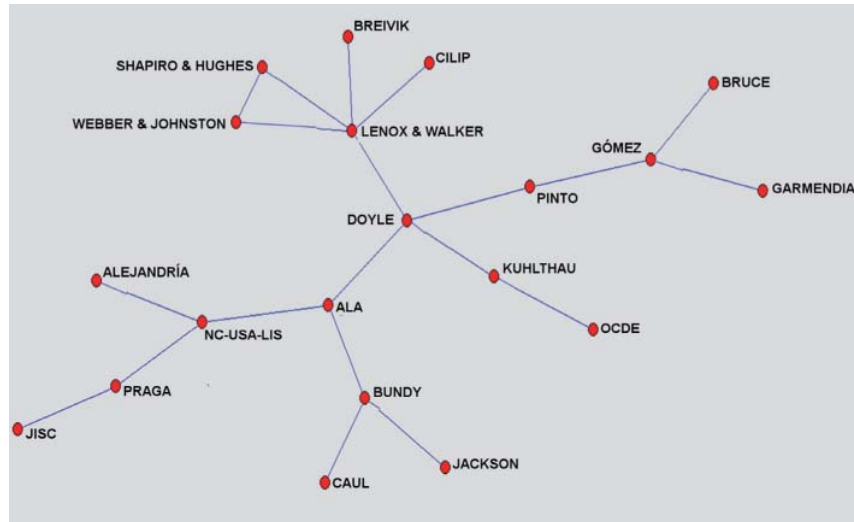 BREIVIK
CILIP
SHAPIRO & HUGHES
BRUCE
WEBBER & JOHNSTON
LENOX & WALKER
GÓMEZ
GARMENDIA
PINTO
DOYLE
KUHLTHAU
ALEJANDRÍA
ALA
OCDE
NC-USA-LIS
PRAGA
BUNDY
JISC
JACKSON
CAUL